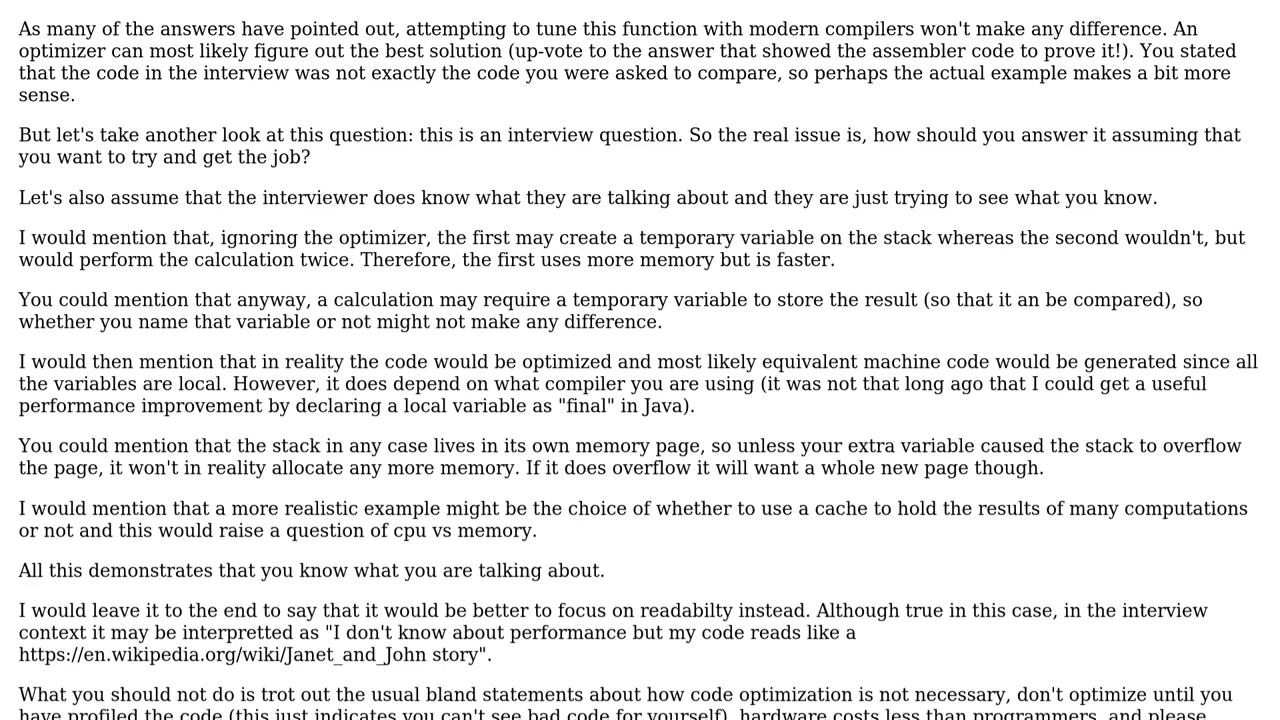 As many of the answers have pointed out, attempting to tune this function with modern compilers won't make any difference. An
optimizer can most likely figure out the best solution (up-vote to the answer that showed the assembler code to prove it!). You stated
that the code in the interview was not exactly the code you were asked to compare, so perhaps the actual example makes a bit more
sense.
But let's take another look at this question: this is an interview question. So the real issue is, how should you answer it assuming that
you want to try and get the job?
Let's also assume that the interviewer does know what they are talking about and they are just trying to see what you know.
I would mention that, ignoring the optimizer, the first may create a temporary variable on the stack whereas the second wouldn't, but
would perform the calculation twice. Therefore, the first uses more memory but is faster.
You could mention that anyway, a calculation may require a temporary variable to store the result (so that it an be compared), so
whether you name that variable or not might not make any difference.
I would then mention that in reality the code would be optimized and most likely equivalent machine code would be generated since all
the variables are local. However, it does depend on what compiler you are using (it was not that long ago that I could get a useful
performance improvement by declaring a local variable as "final" in Java).
You could mention that the stack in any case lives in its own memory page, so unless your extra variable caused the stack to overflow
the page, it won't in reality allocate any more memory. If it does overflow it will want a whole new page though.
I would mention that a more realistic example might be the choice of whether to use a cache to hold the results of many computations
or not and this would raise a question of cpu vs memory.
All this demonstrates that you know what you are talking about.
I would leave it to the end to say that it would be better to focus on readabilty instead. Although true in this case, in the interview
context it may be interpretted as "I don't know about performance but my code reads like a
https://en.wikipedia.org/wiki/Janet_and_John story".
What you should not do is trot out the usual bland statements about how code optimization is not necessary, don't optimize until you
have profiled the code (this just indicates you can't see bad code for yourself), hardware costs less than programmers, and please